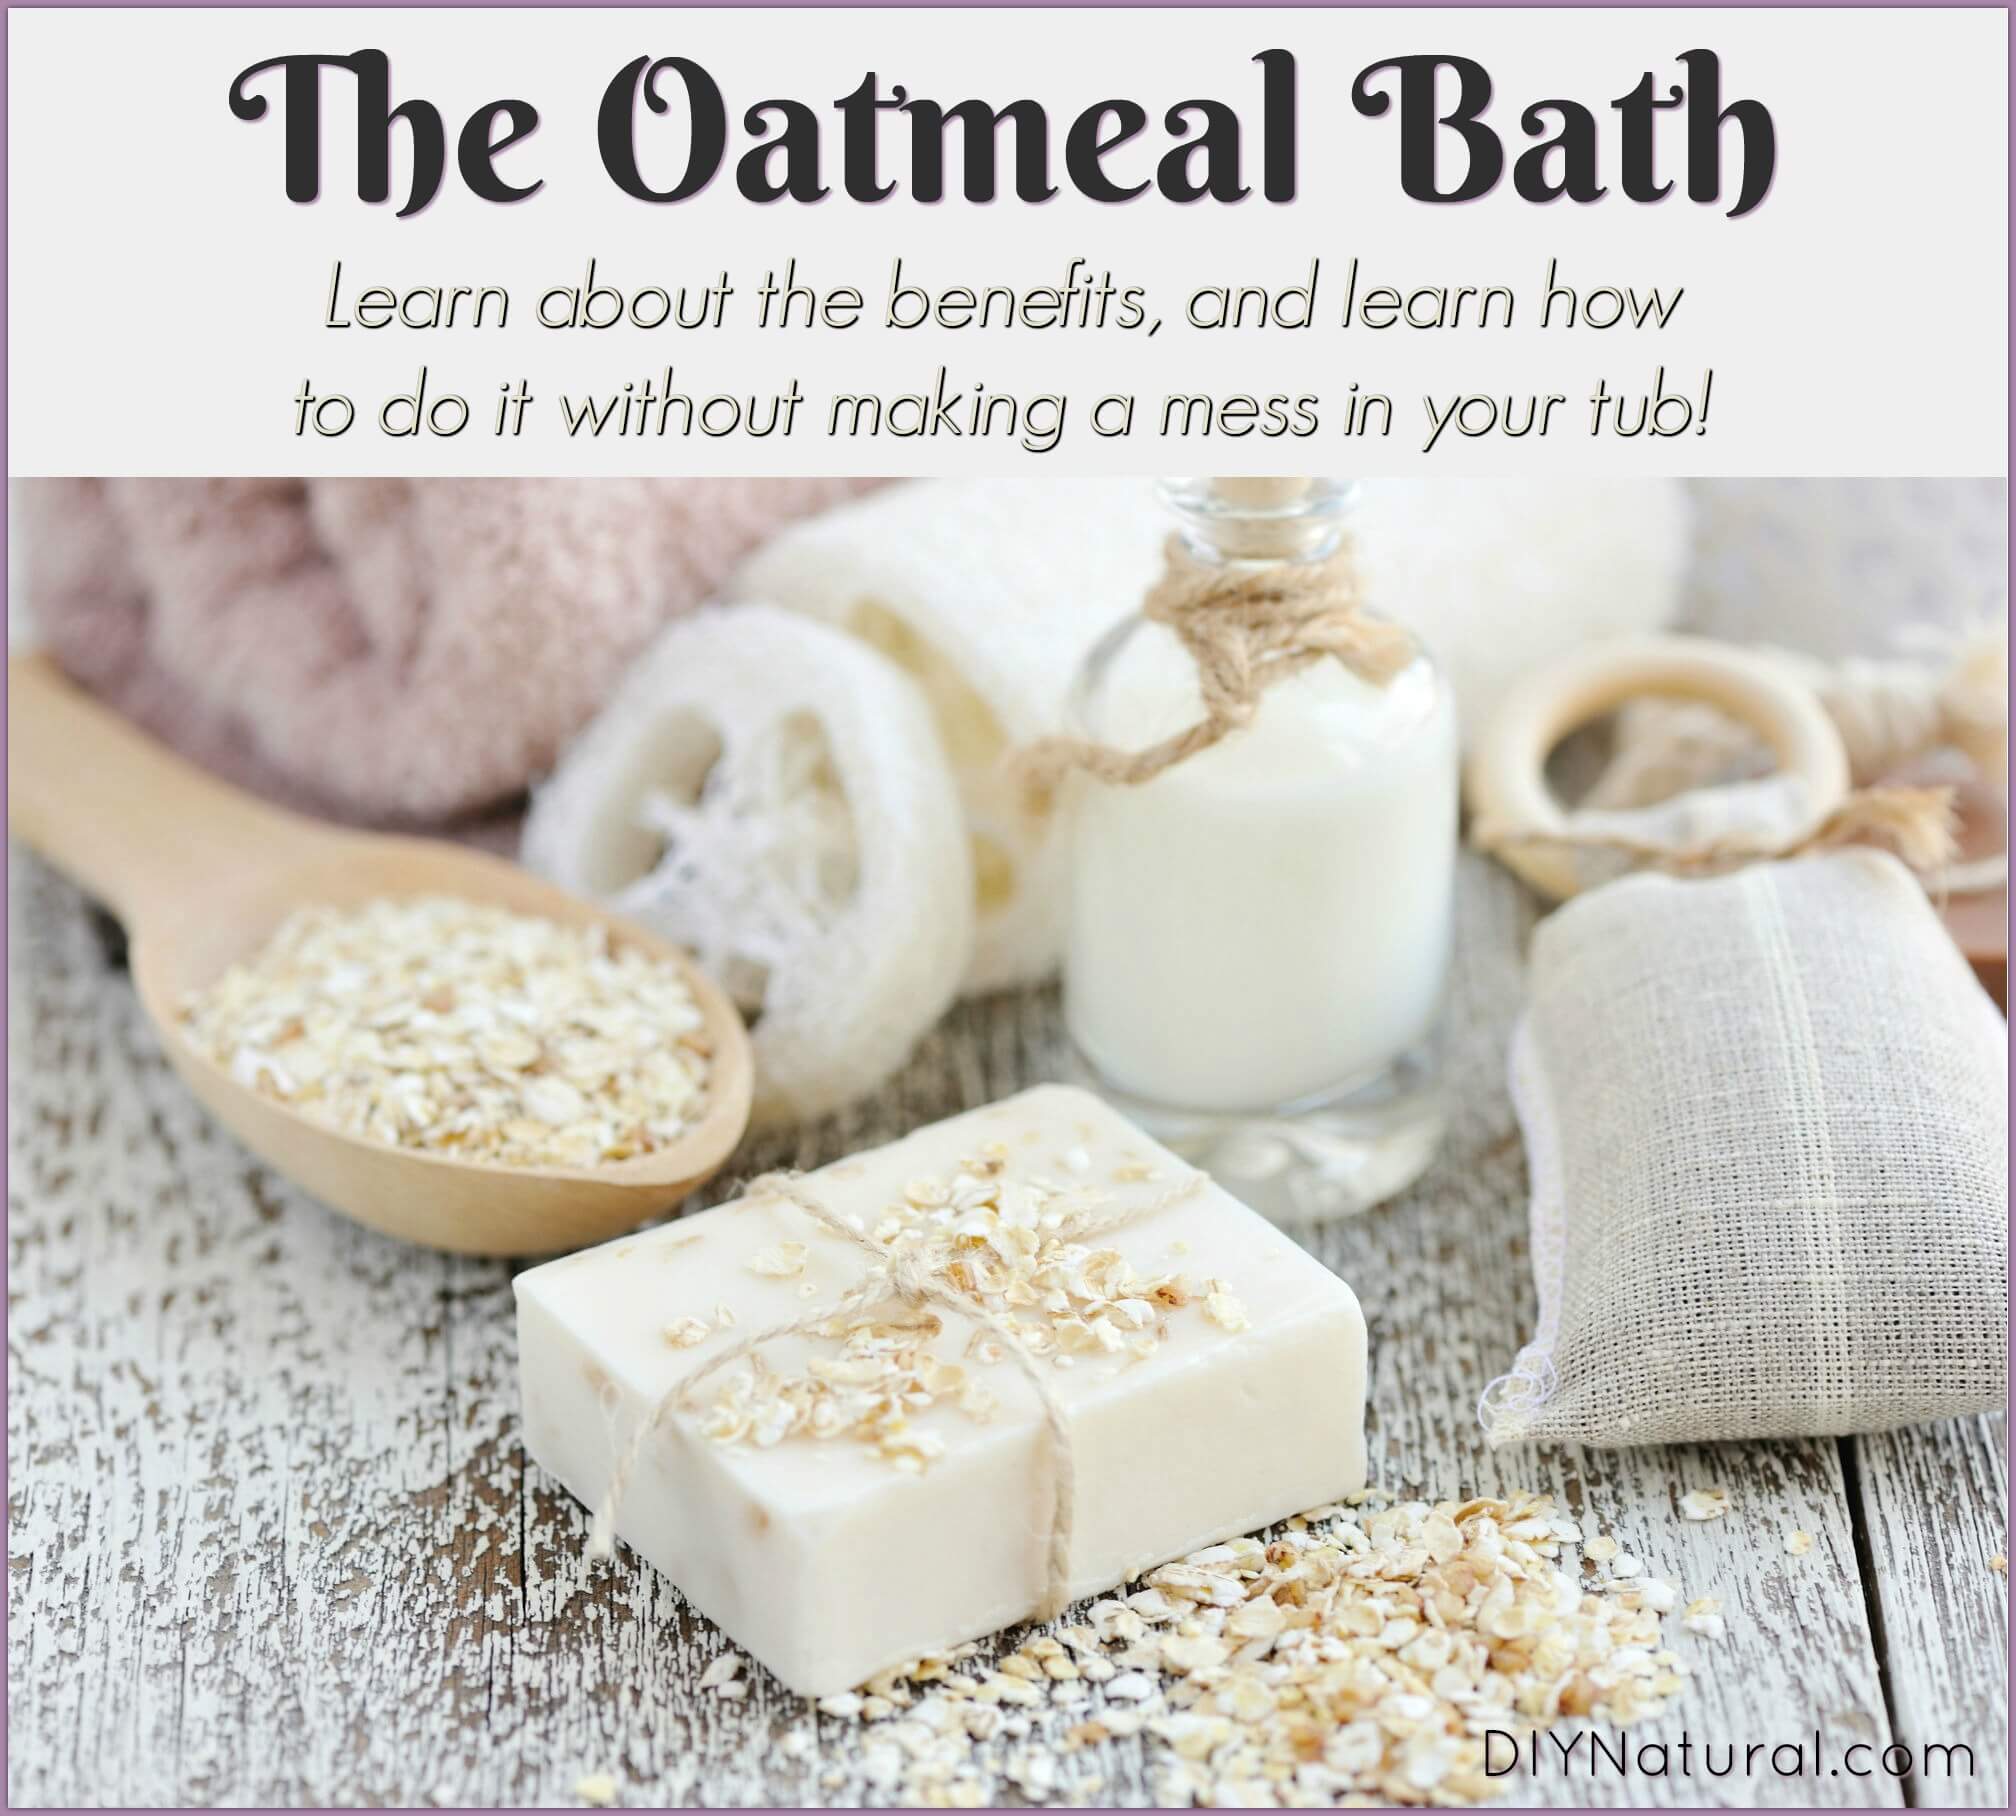 The Oatmeal Bath
Learn about the benefits, and learn how
to do it without making a mess in your tub!
DIYNatural.com